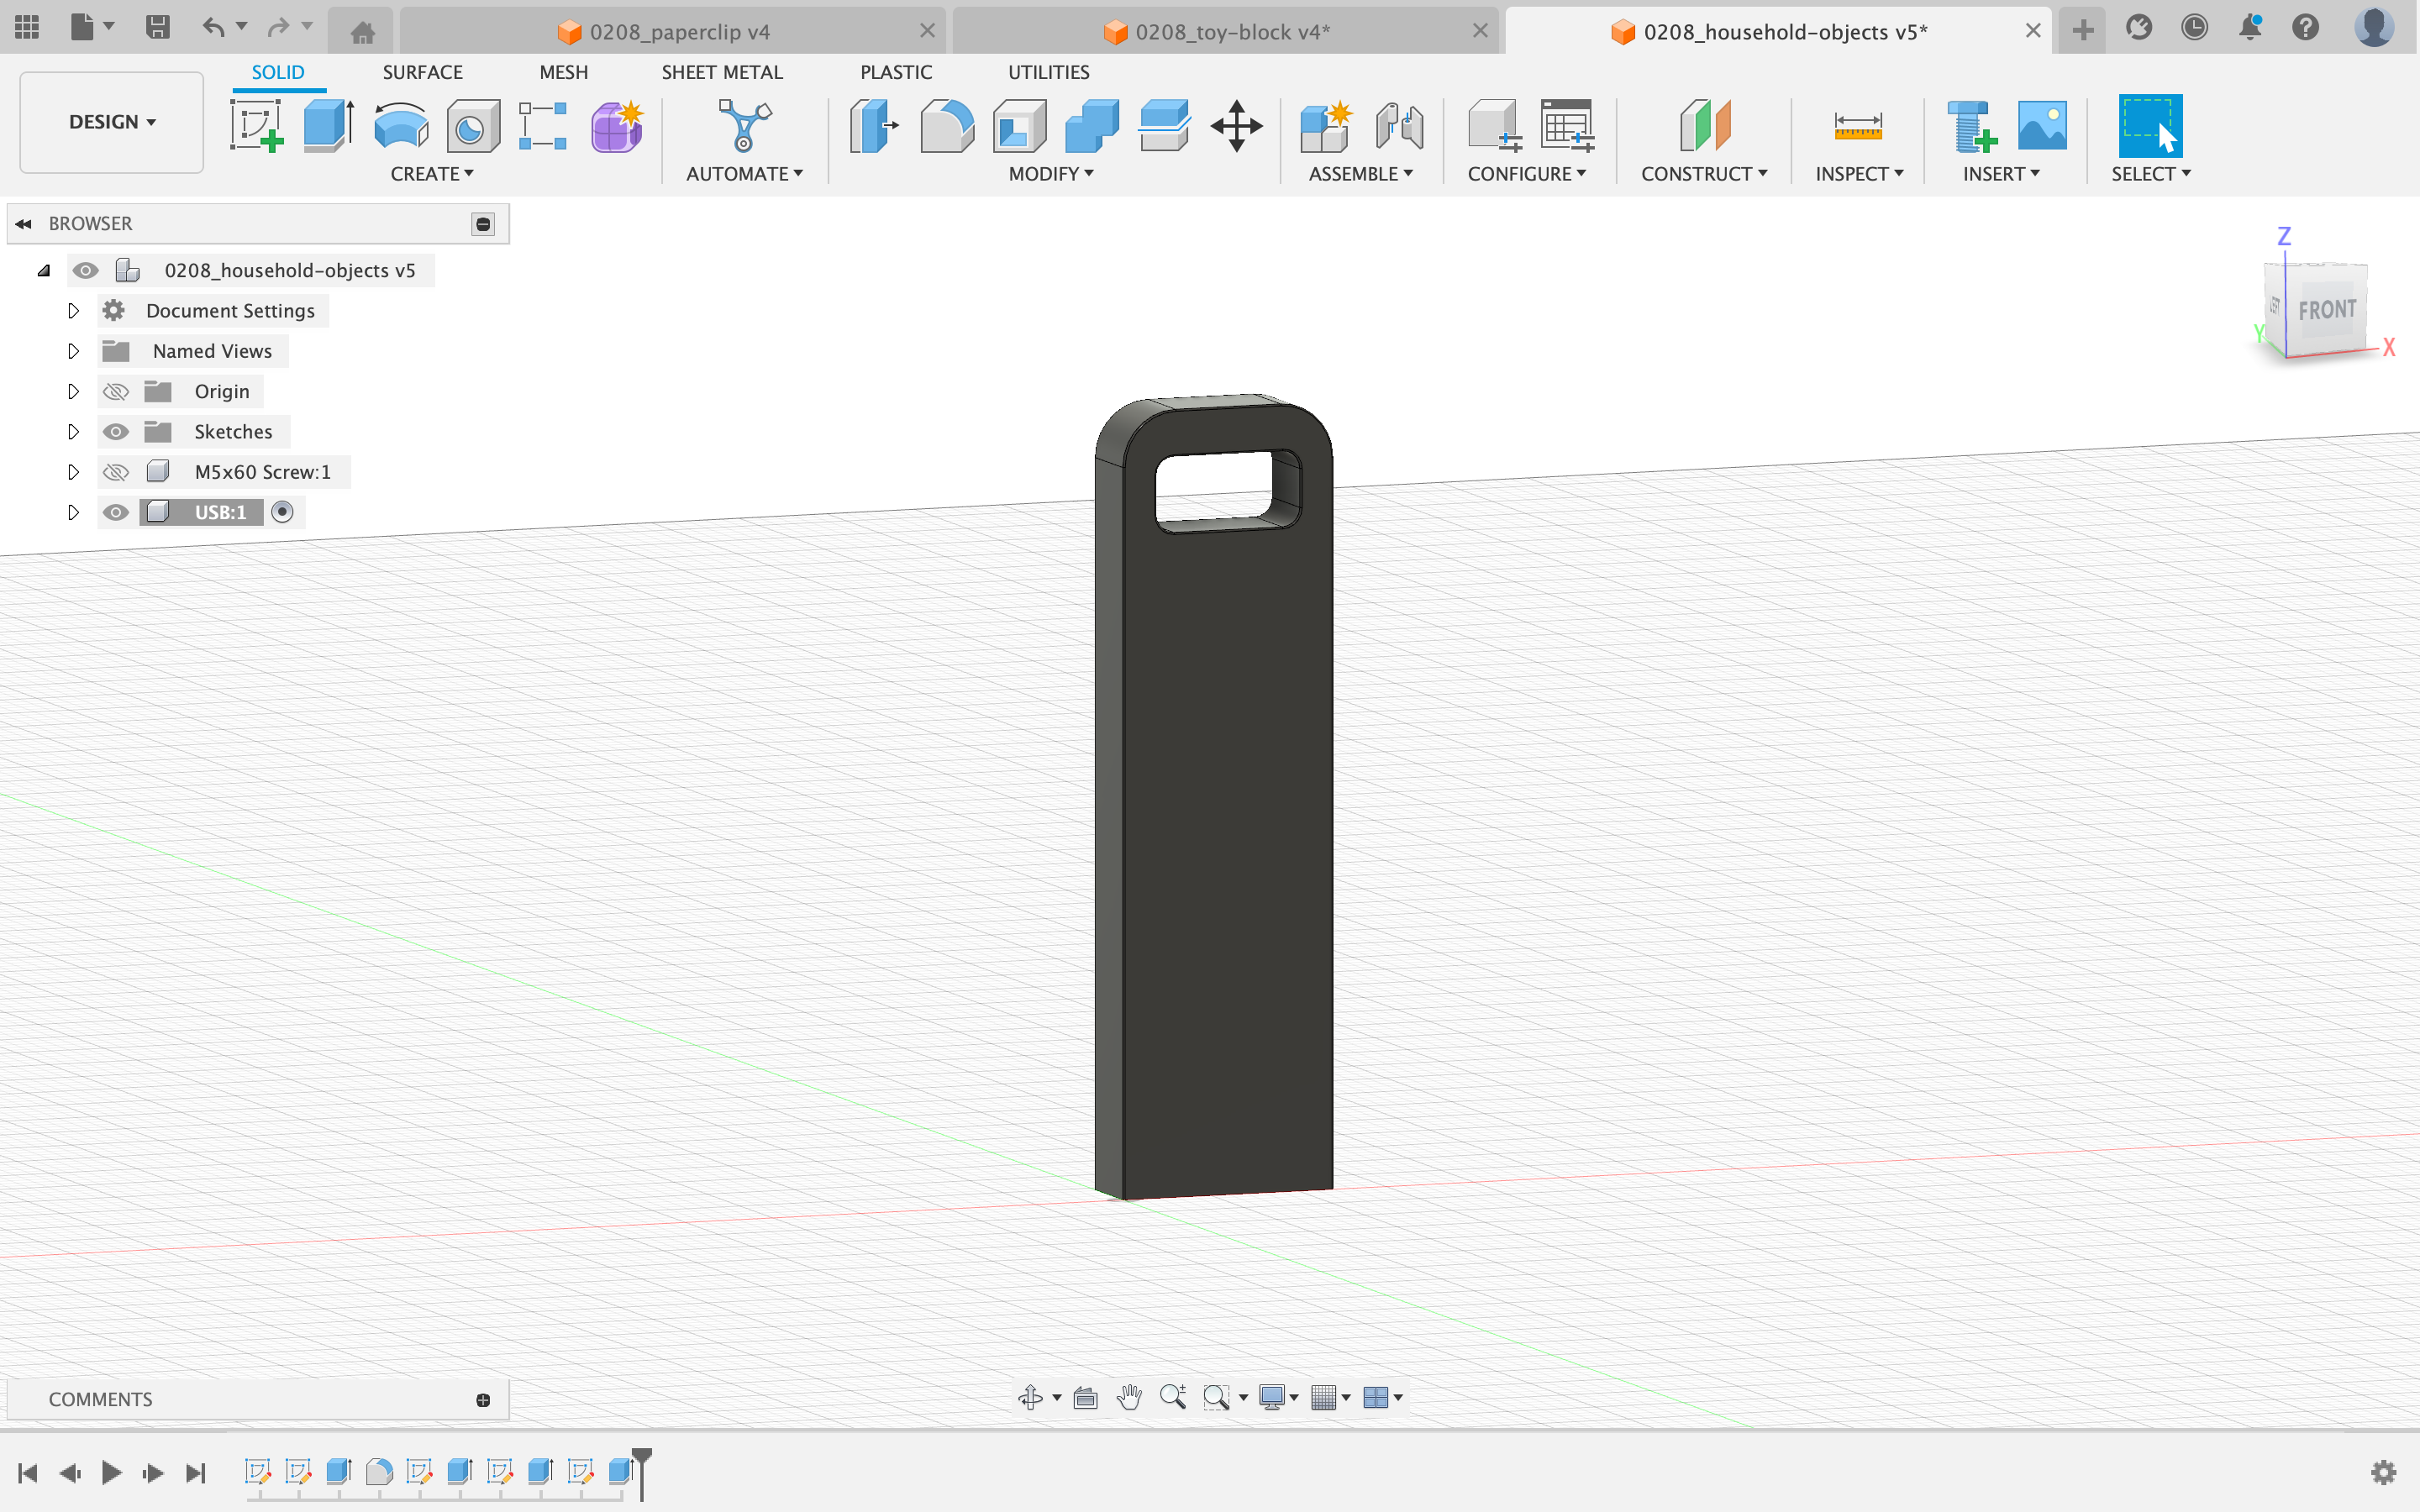 0208_paperclip v4
0208_toy-block v4*
0208_household-objects v5*
DESIGN
SOLID
SURFACE
MESH
SHEET METAL
PLASTIC
UTILITIES
CREATE
AUTOMATE
MODIFY
ASSEMBLE
CONFIGURE
CONSTRUCT
INSPECT
INSERT
SELECT
BROWSER
0208_household-objects v5
Document Settings
Named Views
Origin
Sketches
M5x60 Screw:1
USB:1
Z
LEFT
FRONT
Y
X
COMMENTS